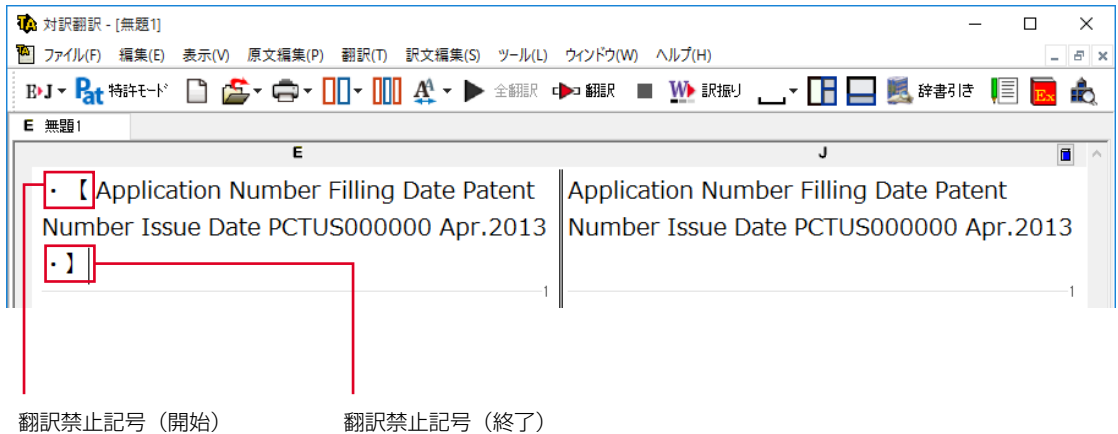 対訳翻訳 - [無題1]
ファイル(F) 編集(E) 表示(V) 原文編集(P) 翻訳(T) 訳文編集(S) ツール(L) ウィンドウ(W) ヘルプ(H)
E▸J Pat 特許モード 全翻訳 翻訳 W 訳振り 辞書引き Ex
E 無題1
E J
・【Application Number Filling Date Patent
Number Issue Date PCTUS000000 Apr.2013
・】
1
Application Number Filling Date Patent
Number Issue Date PCTUS000000 Apr.2013
1
翻訳禁止記号（開始） 翻訳禁止記号（終了）